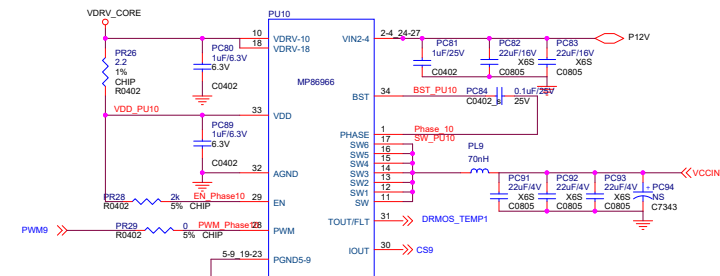 VDRV_CORE
PU10
10 VDRV-10
18 VDRV-18
VIN2-4 2-4_24-27
P12V
PR26
2.2
1%
CHIP
R0402
PC80
1uF/6.3V
6.3V
C0402
PC81
1uF/25V
C0402
PC82
22uF/16V
X6S
C0805
PC83
22uF/16V
X6S
C0805
MP86966
BST 34 BST_PU10
PC84
C0402_s
0.1uF/25V
25V
VDD_PU10 33 VDD
PC89
1uF/6.3V
6.3V
C0402
PHASE 1 Phase_10
SW_PU10
SW6 17
SW5 16
SW4 15
SW3 14
SW2 13
SW1 12
SW 11
PL9
70nH
VCCIN
PC91
22uF/4V
X6S
C0805
PC92
22uF/4V
X6S
C0805
PC93
22uF/4V
X6S
C0805
+ PC94
NS
C7343
32 AGND
PR28
R0402
2k
5% CHIP
EN_Phase10 29 EN
TOUT/FLT 31 DRMOS_TEMP1
PWM9
PR29
R0402
0
5% CHIP
28 PWM
IOUT 30 CS9
5-9_19-23 PGND5-9